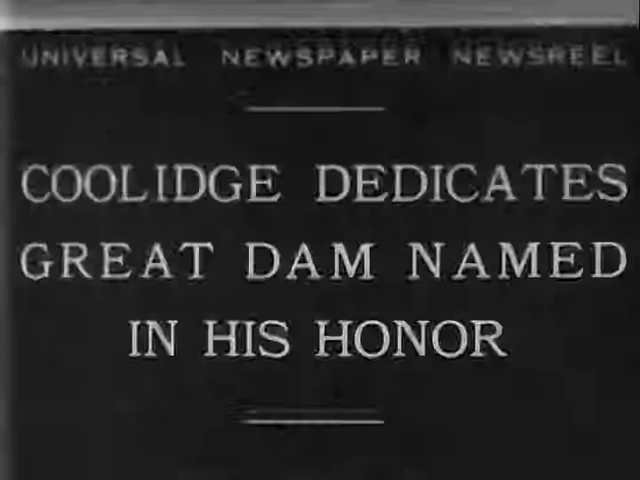 UNIVERSAL NEWSPAPER NEWSREEL
COOLIDGE DEDICATES
GREAT DAM NAMED
IN HIS HONOR